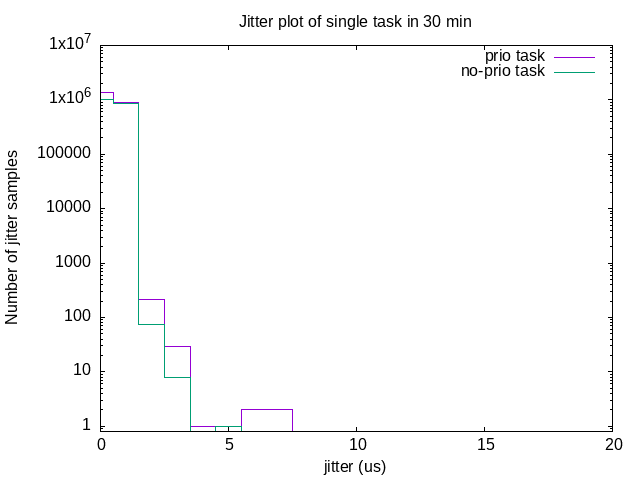 Jitter plot of single task in 30 min
1x10^7
prio task
no-prio task
1x10^6
100000
10000
1000
100
10
1
Number of jitter samples
0 5 10 15 20
jitter (us)